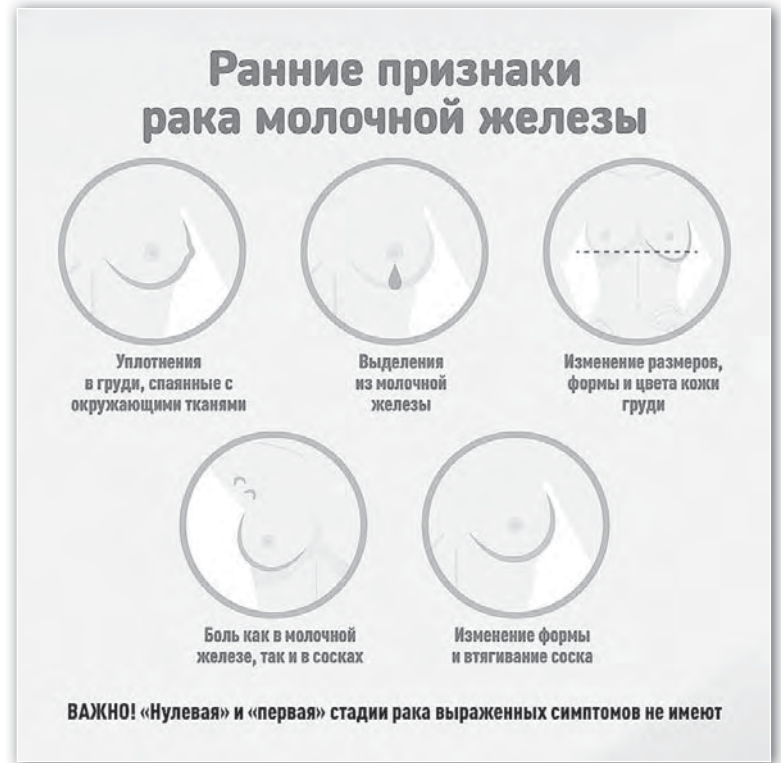 Ранние признаки
рака молочной железы
Уплотнения
в груди, спаянные с
окружающими тканями
Выделения
из молочной
железы
Изменение размеров,
формы и цвета кожи
груди
Боль как в молочной
железе, так и в сосках
Изменение формы
и втягивание соска
ВАЖНО! «Нулевая» и «первая» стадии рака выраженных симптомов не имеют